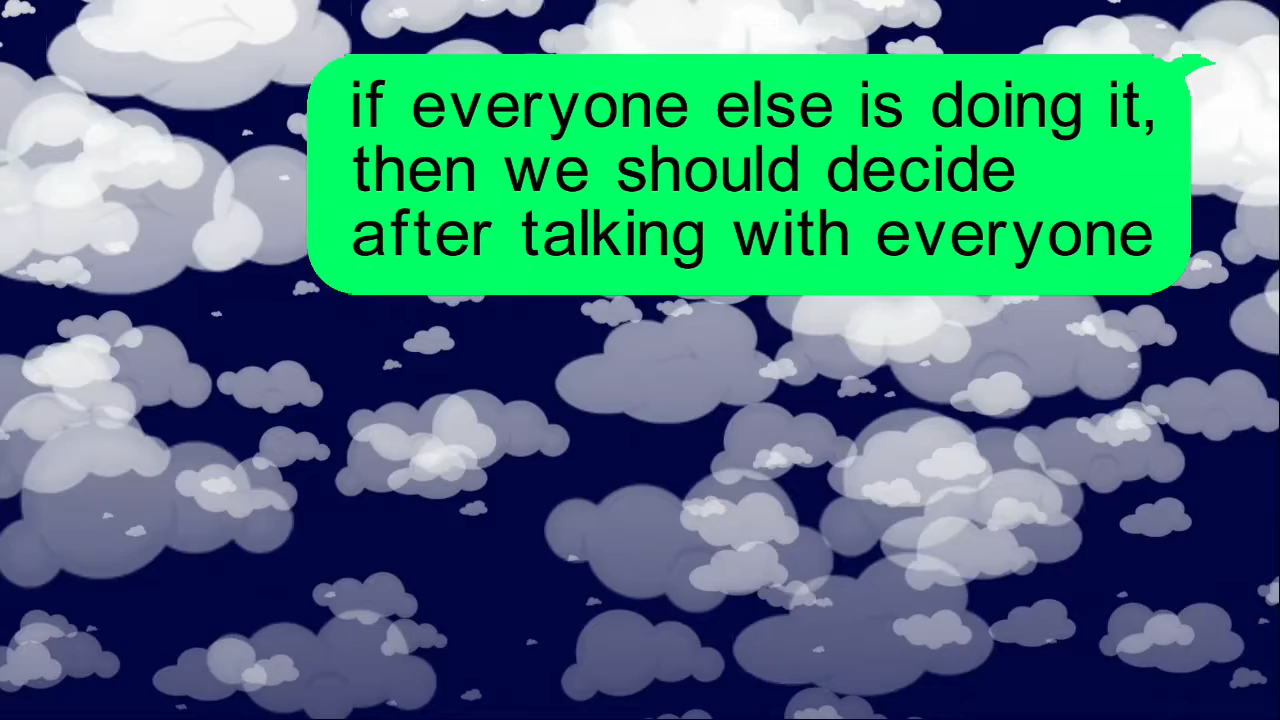 if everyone else is doing it,
then we should decide
after talking with everyone